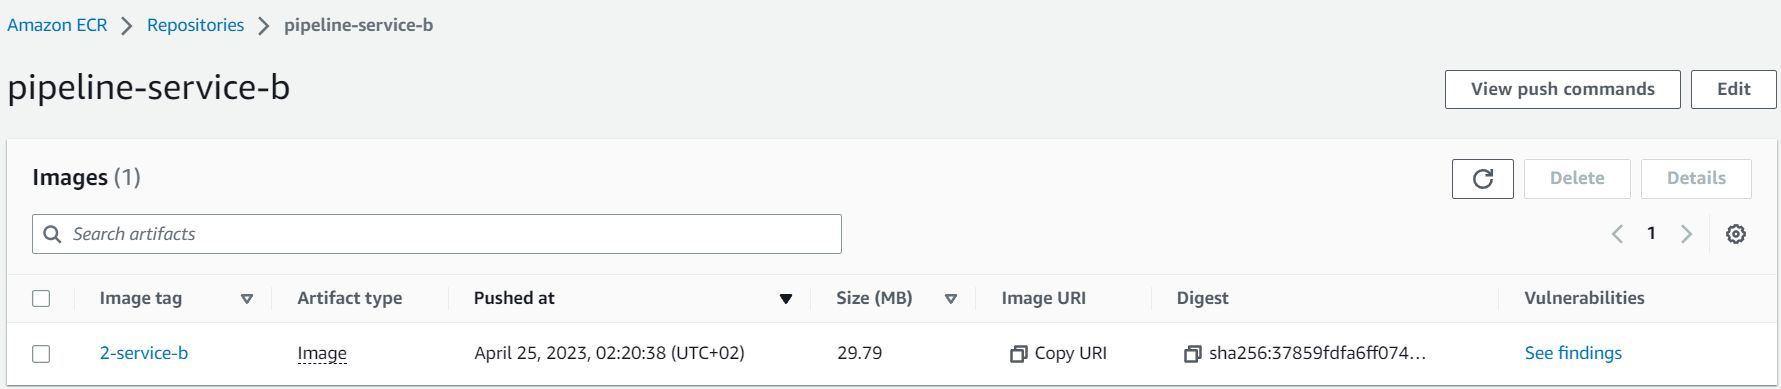 Amazon ECR > Repositories > pipeline-service-b
pipeline-service-b
View push commands Edit
Images (1)
Delete Details
Search artifacts
1
Image tag Artifact type Pushed at Size (MB) Image URI Digest Vulnerabilities
2-service-b Image April 25, 2023, 02:20:38 (UTC+02) 29.79 Copy URI sha256:37859fdfa6ff074... See findings